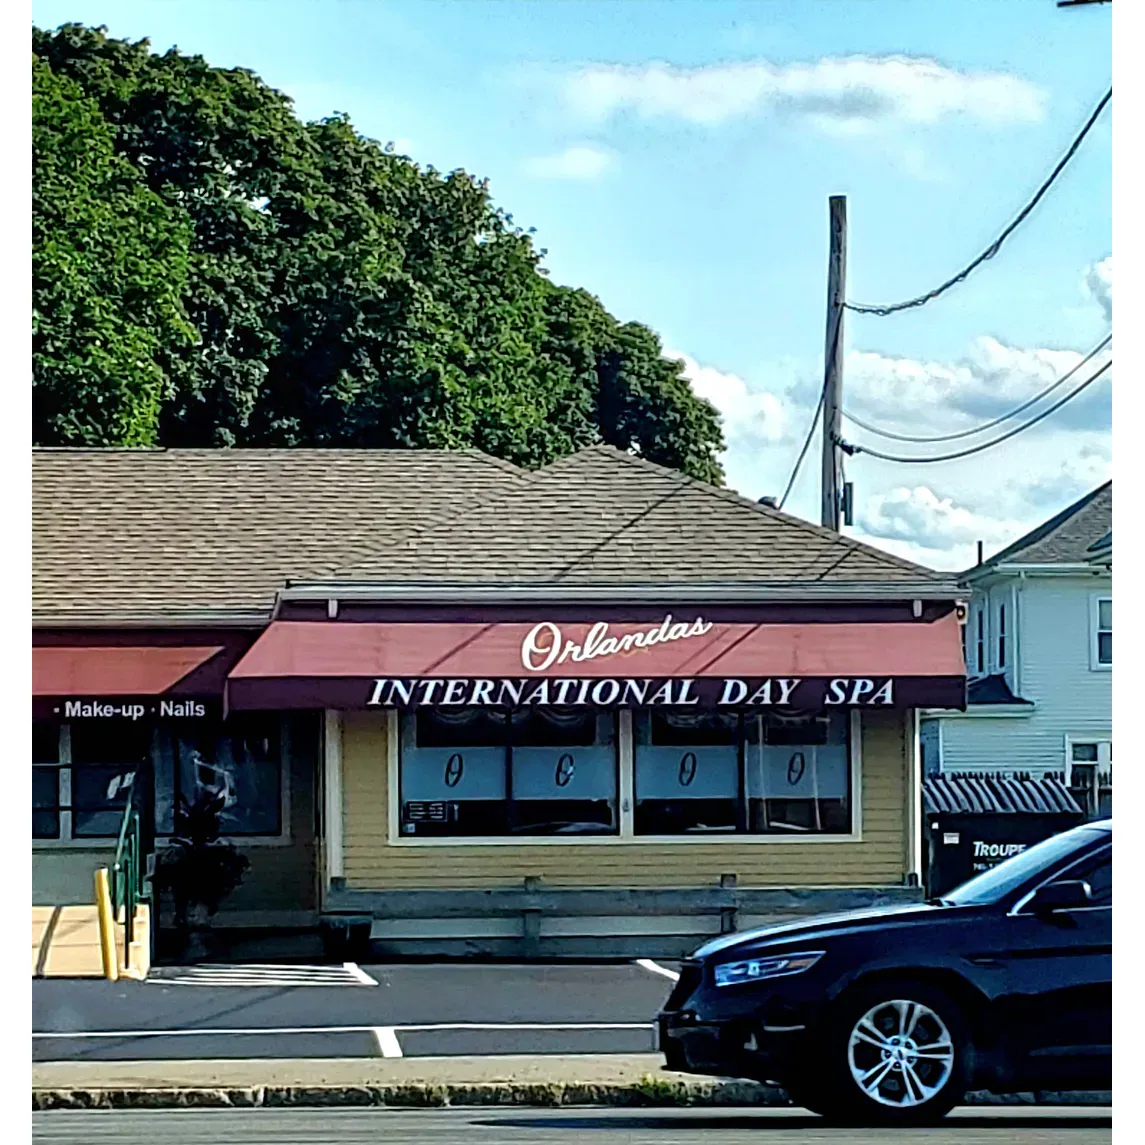 Orlandas
INTERNATIONAL DAY SPA
· Make-up · Nails
O O O O
TROUPE